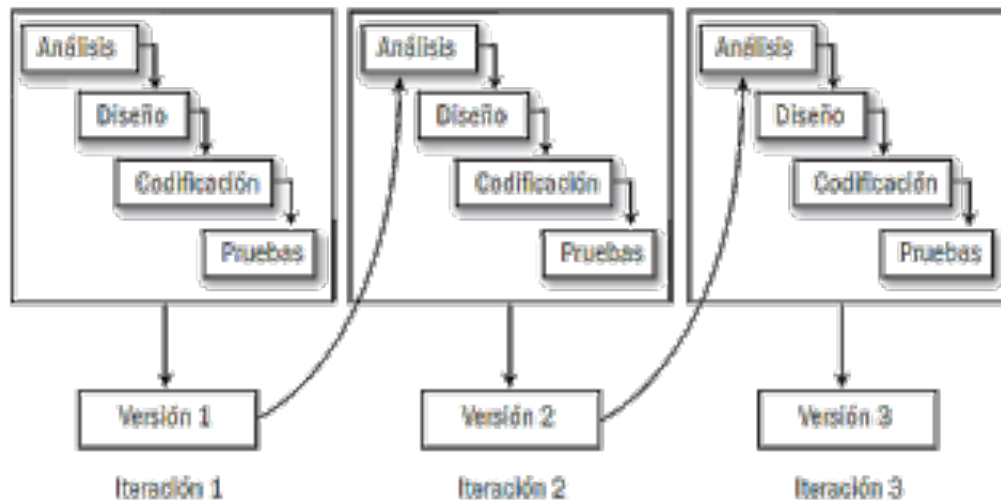 Análisis
Diseño
Codificación
Pruebas
Versión 1
Iteración 1
Análisis
Diseño
Codificación
Pruebas
Versión 2
Iteración 2
Análisis
Diseño
Codificación
Pruebas
Versión 3
Iteración 3